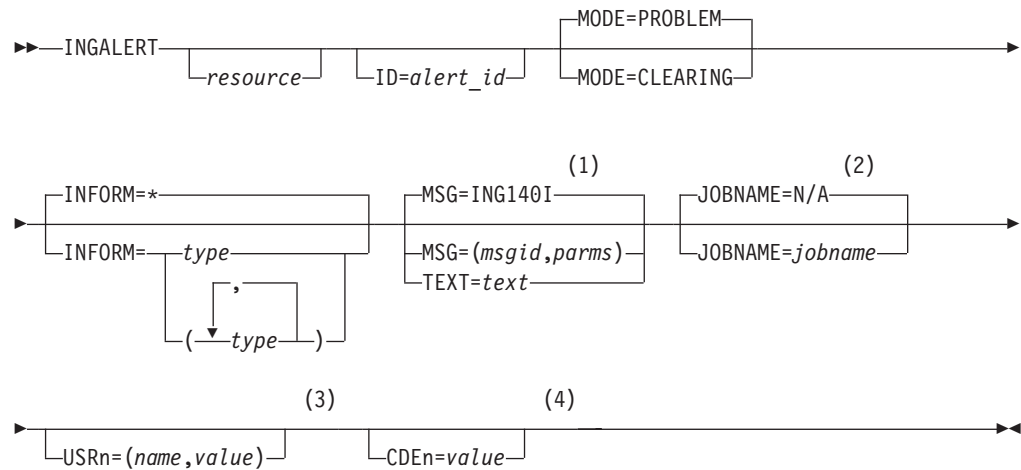 MODE=PROBLEM
INGALERT
resource
ID=alert_id
MODE=CLEARING
(1)
(2)
INFORM=*
MSG=ING140I
JOBNAME=N/A
INFORM=
type
MSG=(msgid,parms)
JOBNAME=jobname
TEXT=text
,
( type )
(3)
(4)
USRn=(name,value)
CDEn=value